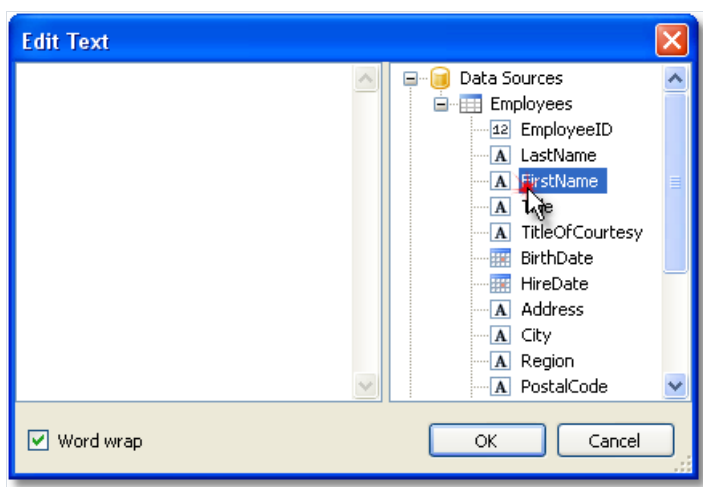 Edit Text
Data Sources
Employees
12 EmployeeID
A LastName
A FirstName
A Title
A TitleOfCourtesy
BirthDate
HireDate
A Address
A City
A Region
A PostalCode
Word wrap
OK Cancel